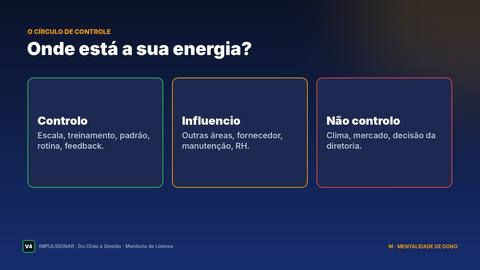 O CÍRCULO DE CONTROLE
Onde está a sua energia?
Controlo
Escala, treinamento, padrão,
rotina, feedback.
Influencio
Outras áreas, fornecedor,
manutenção, RH.
Não controlo
Clima, mercado, decisão da
diretoria.
V4
IMPULSIONAR · Do Chão à Gestão · Mentoria de Líderes
M · MENTALIDADE DE DONO